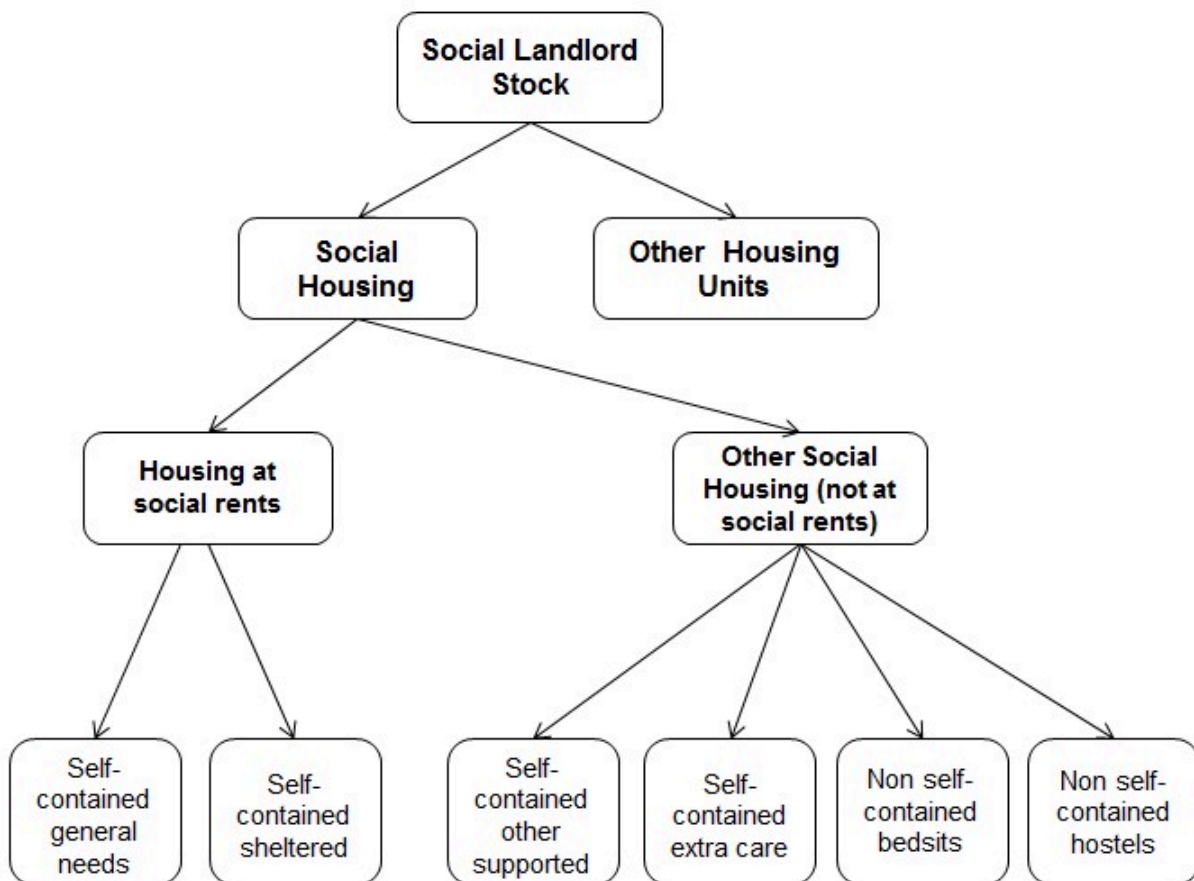 Social Landlord
Stock
Social
Housing
Other Housing
Units
Housing at
social rents
Other Social
Housing (not at
social rents)
Self-
contained
general
needs
Self-
contained
sheltered
Self-
contained
other
supported
Self-
contained
extra care
Non self-
contained
bedsits
Non self-
contained
hostels